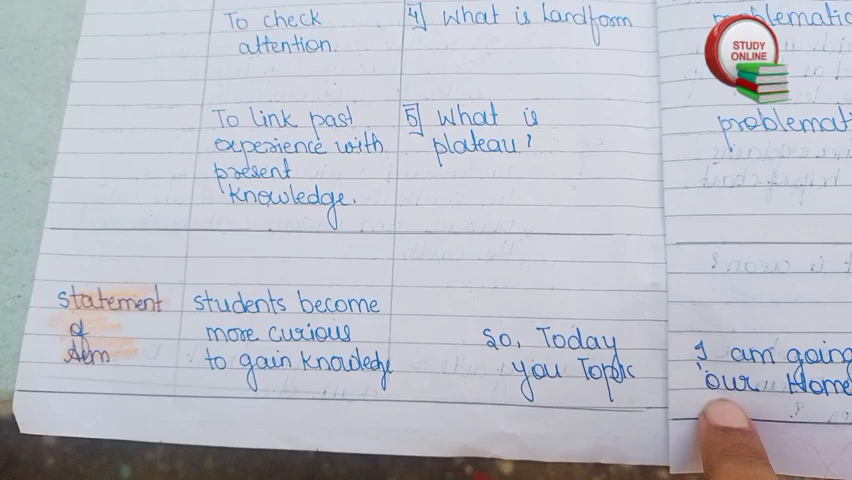 To check
attention.
4] What is landform
problematic
STUDY
ONLINE
To link past
experience with
present
knowledge.
5] What is
plateau?
problemati
statement
of
Aim
students become
more curious
to gain knowledge
so, Today
you Topic
I am going
'our Home